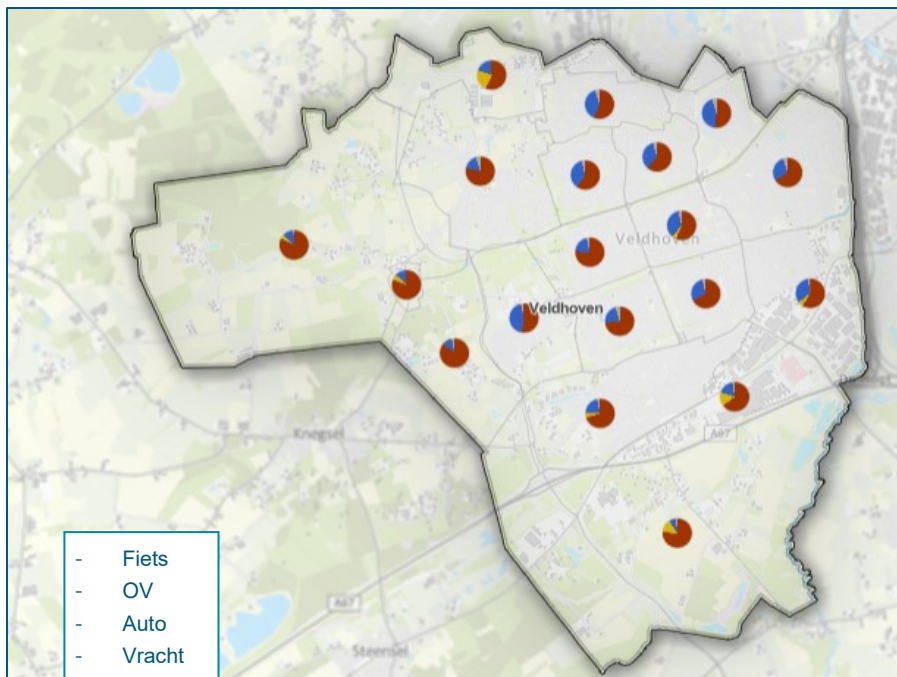 Veldhoven
Veldhoven
A67
Knegsel
- Fiets
- OV
- Auto
- Vracht
A67
Steensel